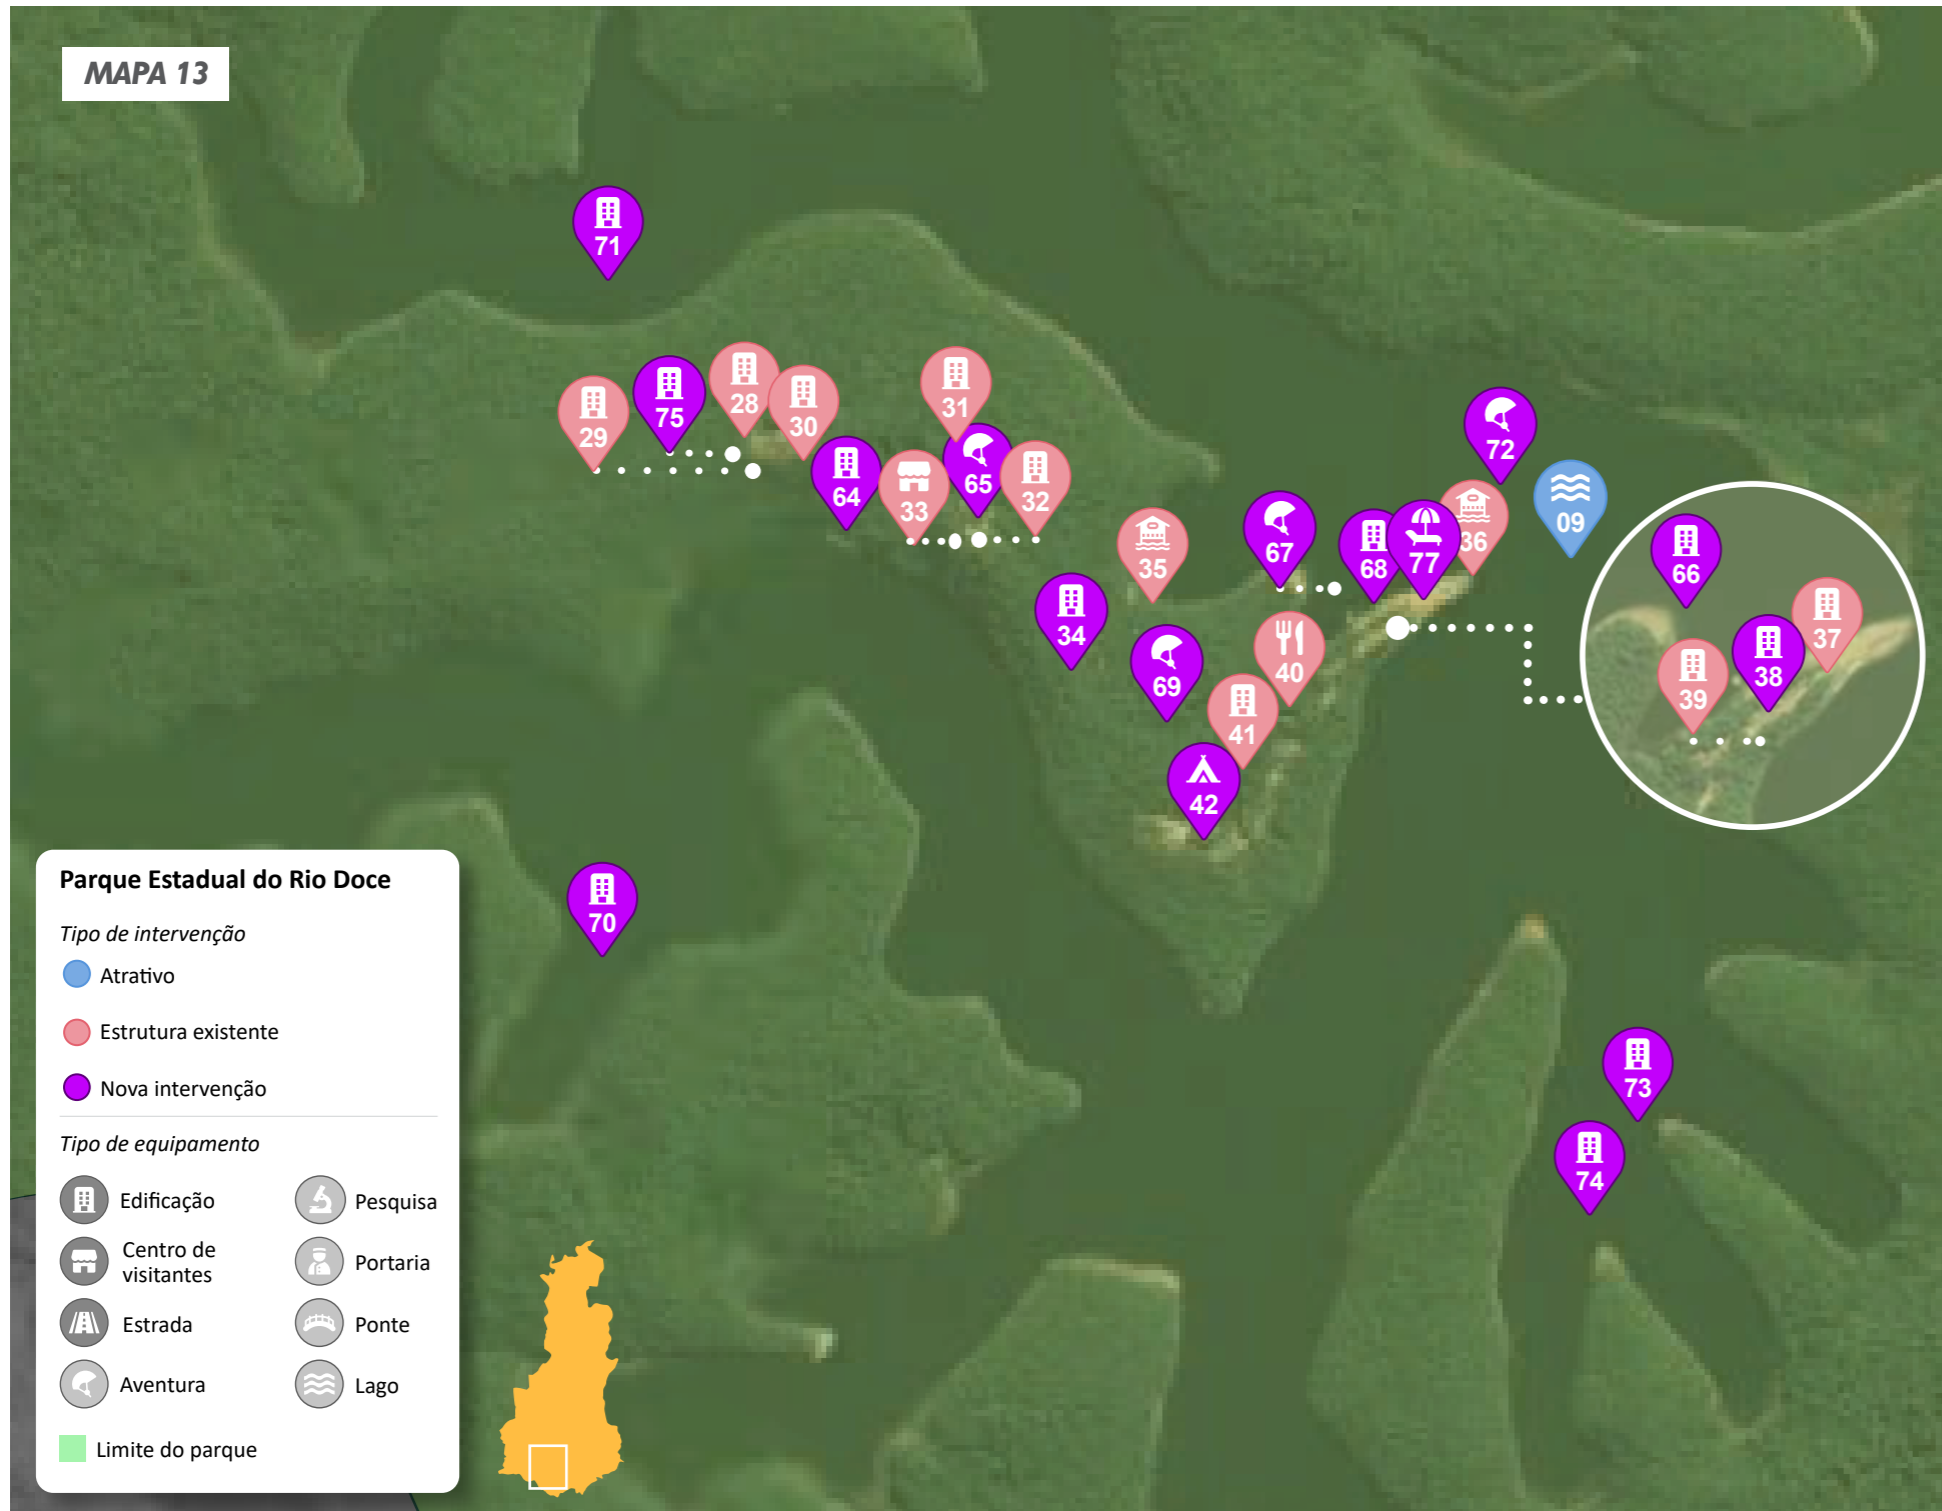 MAPA 13
71
29
75
28
30
31
64
33
65
32
35
34
69
67
68
77
36
72
09
40
41
42
66
39
38
37
70
73
74
Parque Estadual do Rio Doce
Tipo de intervenção
Atrativo
Estrutura existente
Nova intervenção
Tipo de equipamento
Edificação
Centro de
visitantes
Estrada
Aventura
Pesquisa
Portaria
Ponte
Lago
Limite do parque